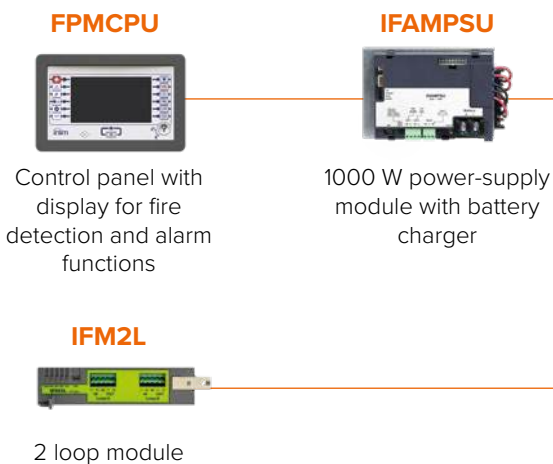 FPMCPU
IFAMPSU
inim
Control panel with
display for fire
detection and alarm
functions
1000 W power-supply
module with battery
charger
IFM2L
2 loop module